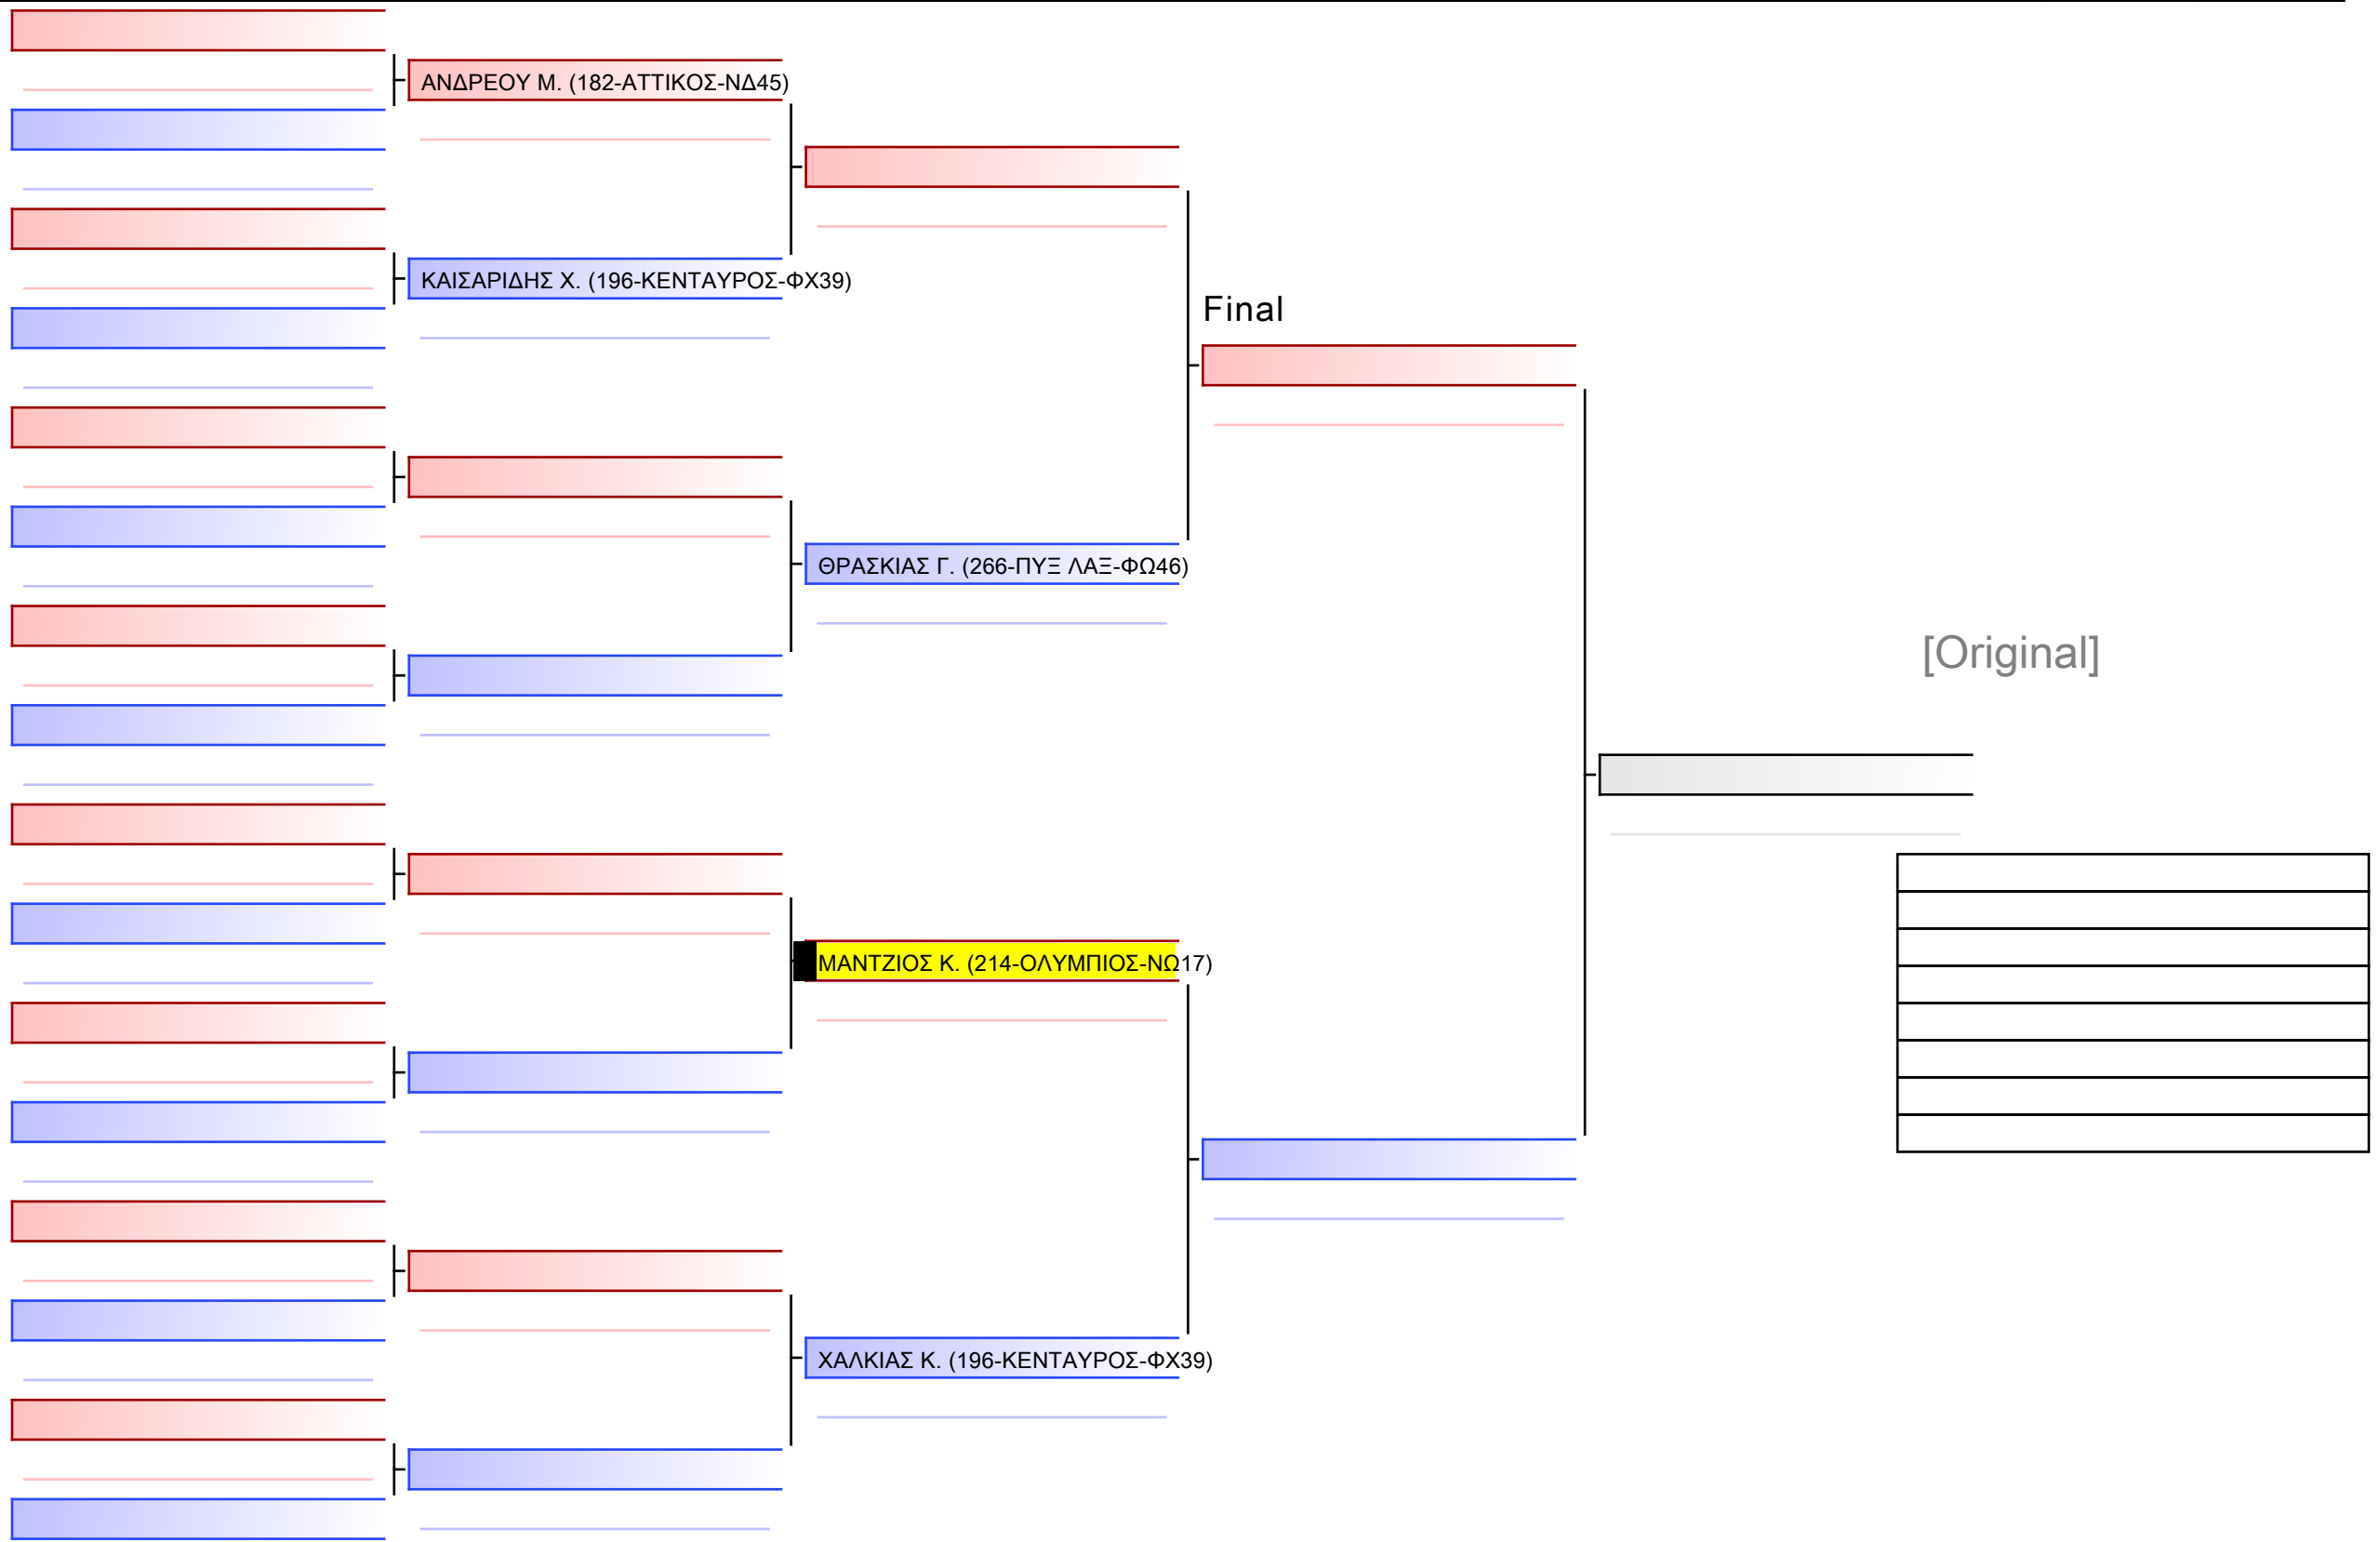 ΑΝΔΡΕΟΥ Μ. (182-ΑΤΤΙΚΟΣ-ΝΔ45)
ΚΑΙΣΑΡΙΔΗΣ Χ. (196-ΚΕΝΤΑΥΡΟΣ-ΦΧ39)
Final
ΘΡΑΣΚΙΑΣ Γ. (266-ΠΥΞ ΛΑΞ-ΦΩ46)
[Original]
ΜΑΝΤΖΙΟΣ Κ. (214-ΟΛΥΜΠΙΟΣ-ΝΩ17)
ΧΑΛΚΙΑΣ Κ. (196-ΚΕΝΤΑΥΡΟΣ-ΦΧ39)